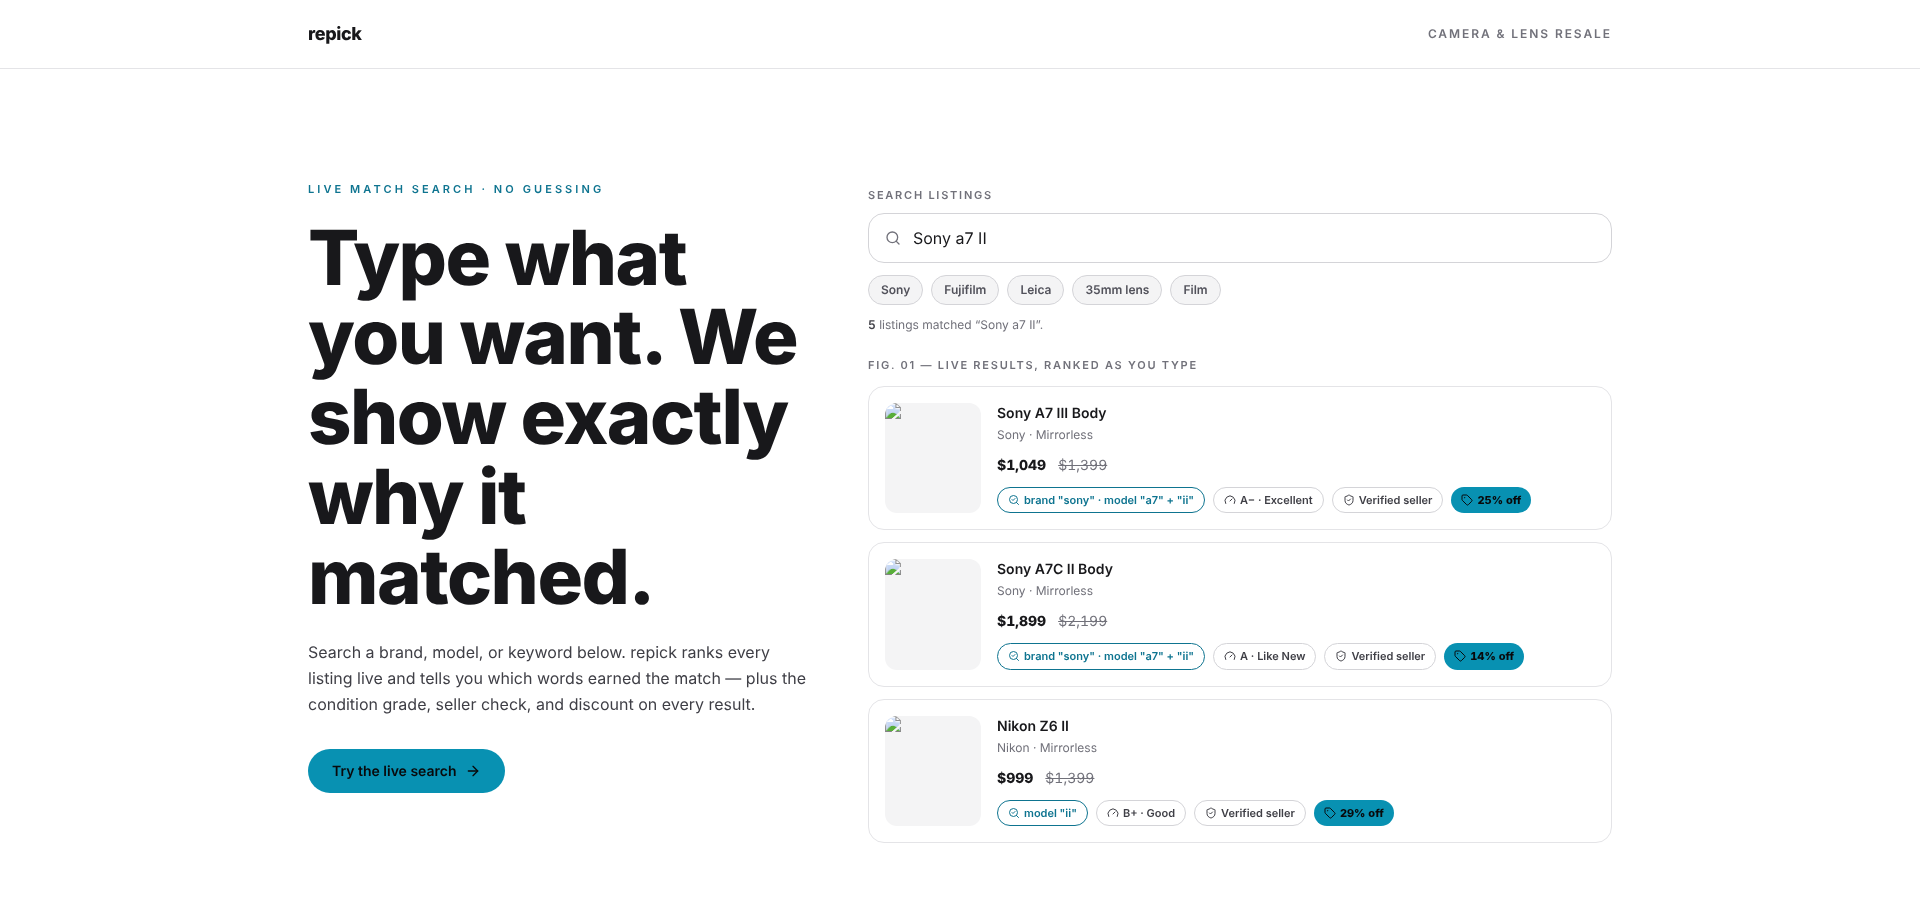 repick
CAMERA & LENS RESALE
LIVE MATCH SEARCH · NO GUESSING
Type what
you want. We
show exactly
why it
matched.
Search a brand, model, or keyword below. repick ranks every
listing live and tells you which words earned the match — plus the
condition grade, seller check, and discount on every result.
Try the live search
SEARCH LISTINGS
Sony a7 II
Sony Fujifilm Leica 35mm lens Film
5 listings matched “Sony a7 II”.
FIG. 01 — LIVE RESULTS, RANKED AS YOU TYPE
Sony A7 III Body
Sony · Mirrorless
$1,049 $1,399
brand "sony" · model "a7" + "ii" A− · Excellent Verified seller 25% off
Sony A7C II Body
Sony · Mirrorless
$1,899 $2,199
brand "sony" · model "a7" + "ii" A · Like New Verified seller 14% off
Nikon Z6 II
Nikon · Mirrorless
$999 $1,399
model "ii" B+ · Good Verified seller 29% off